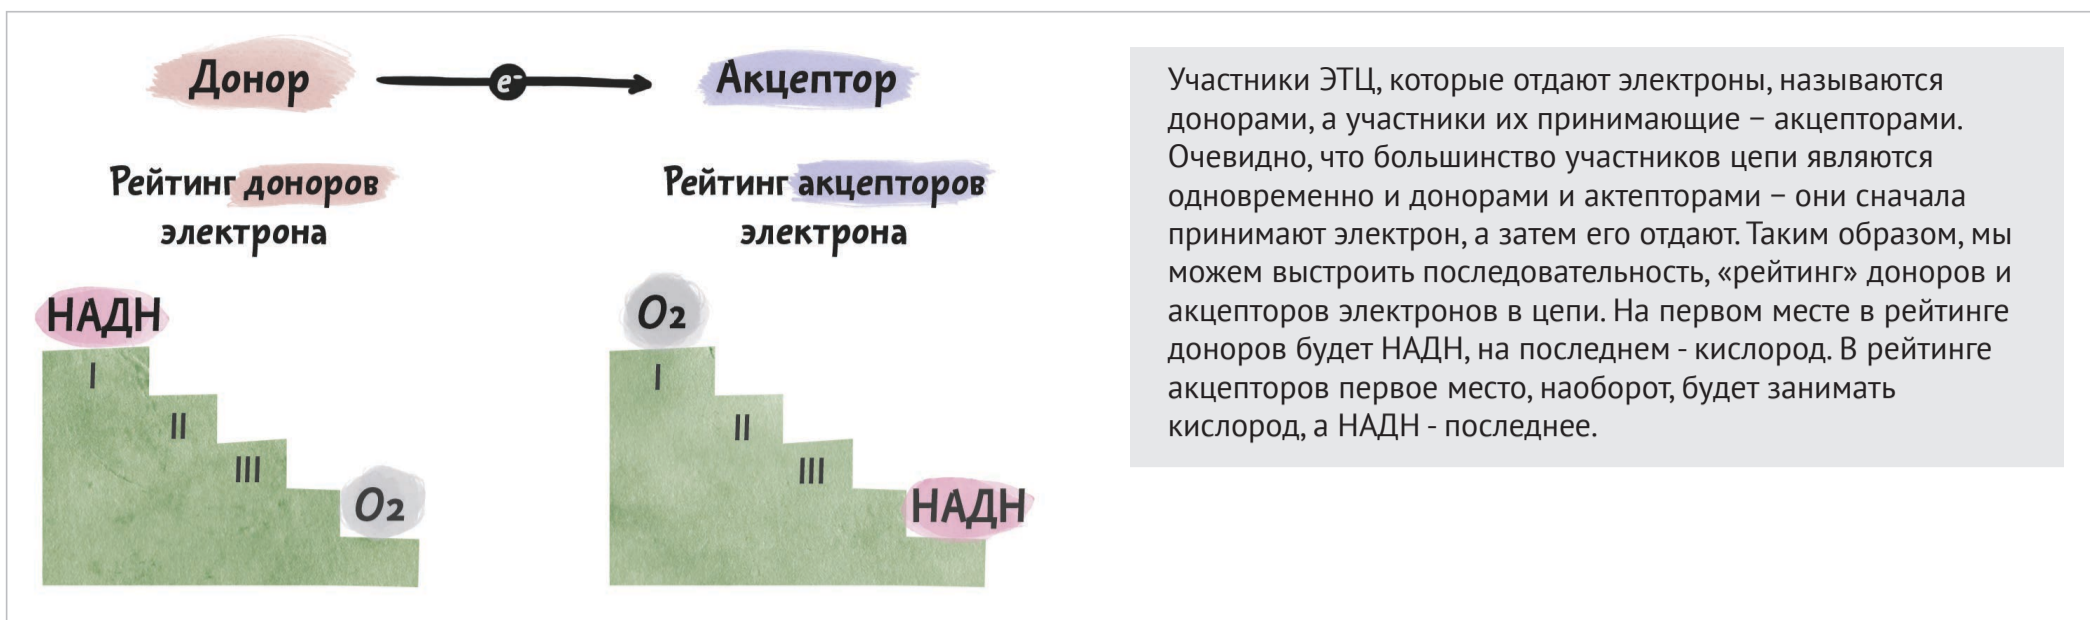 Донор
e-
Акцептор
Рейтинг доноров
электрона
Рейтинг акцепторов
электрона
НАДН
I
II
III
O2
O2
I
II
III
НАДН
Участники ЭТЦ, которые отдают электроны, называются
донорами, а участники их принимающие – акцепторами.
Очевидно, что большинство участников цепи являются
одновременно и донорами и актепторами – они сначала
принимают электрон, а затем его отдают. Таким образом, мы
можем выстроить последовательность, «рейтинг» доноров и
акцепторов электронов в цепи. На первом месте в рейтинге
доноров будет НАДН, на последнем - кислород. В рейтинге
акцепторов первое место, наоборот, будет занимать
кислород, а НАДН - последнее.